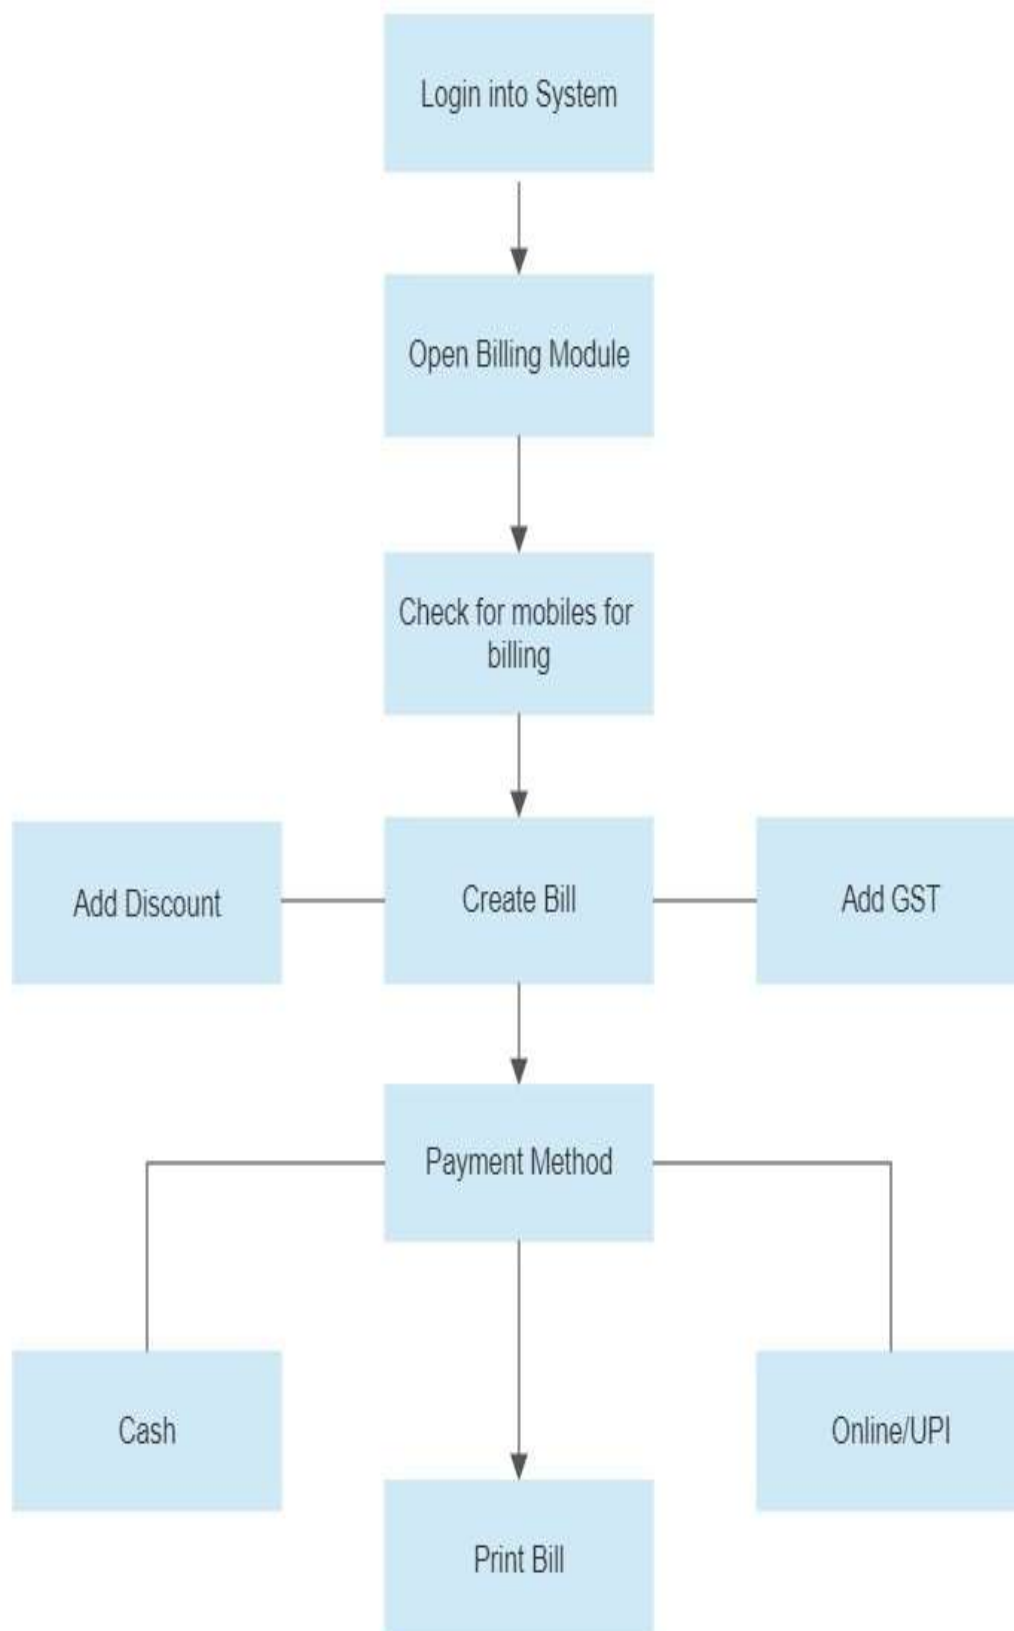 Login into System
Open Billing Module
Check for mobiles for
billing
Add Discount
Create Bill
Add GST
Payment Method
Cash
Online/UPI
Print Bill